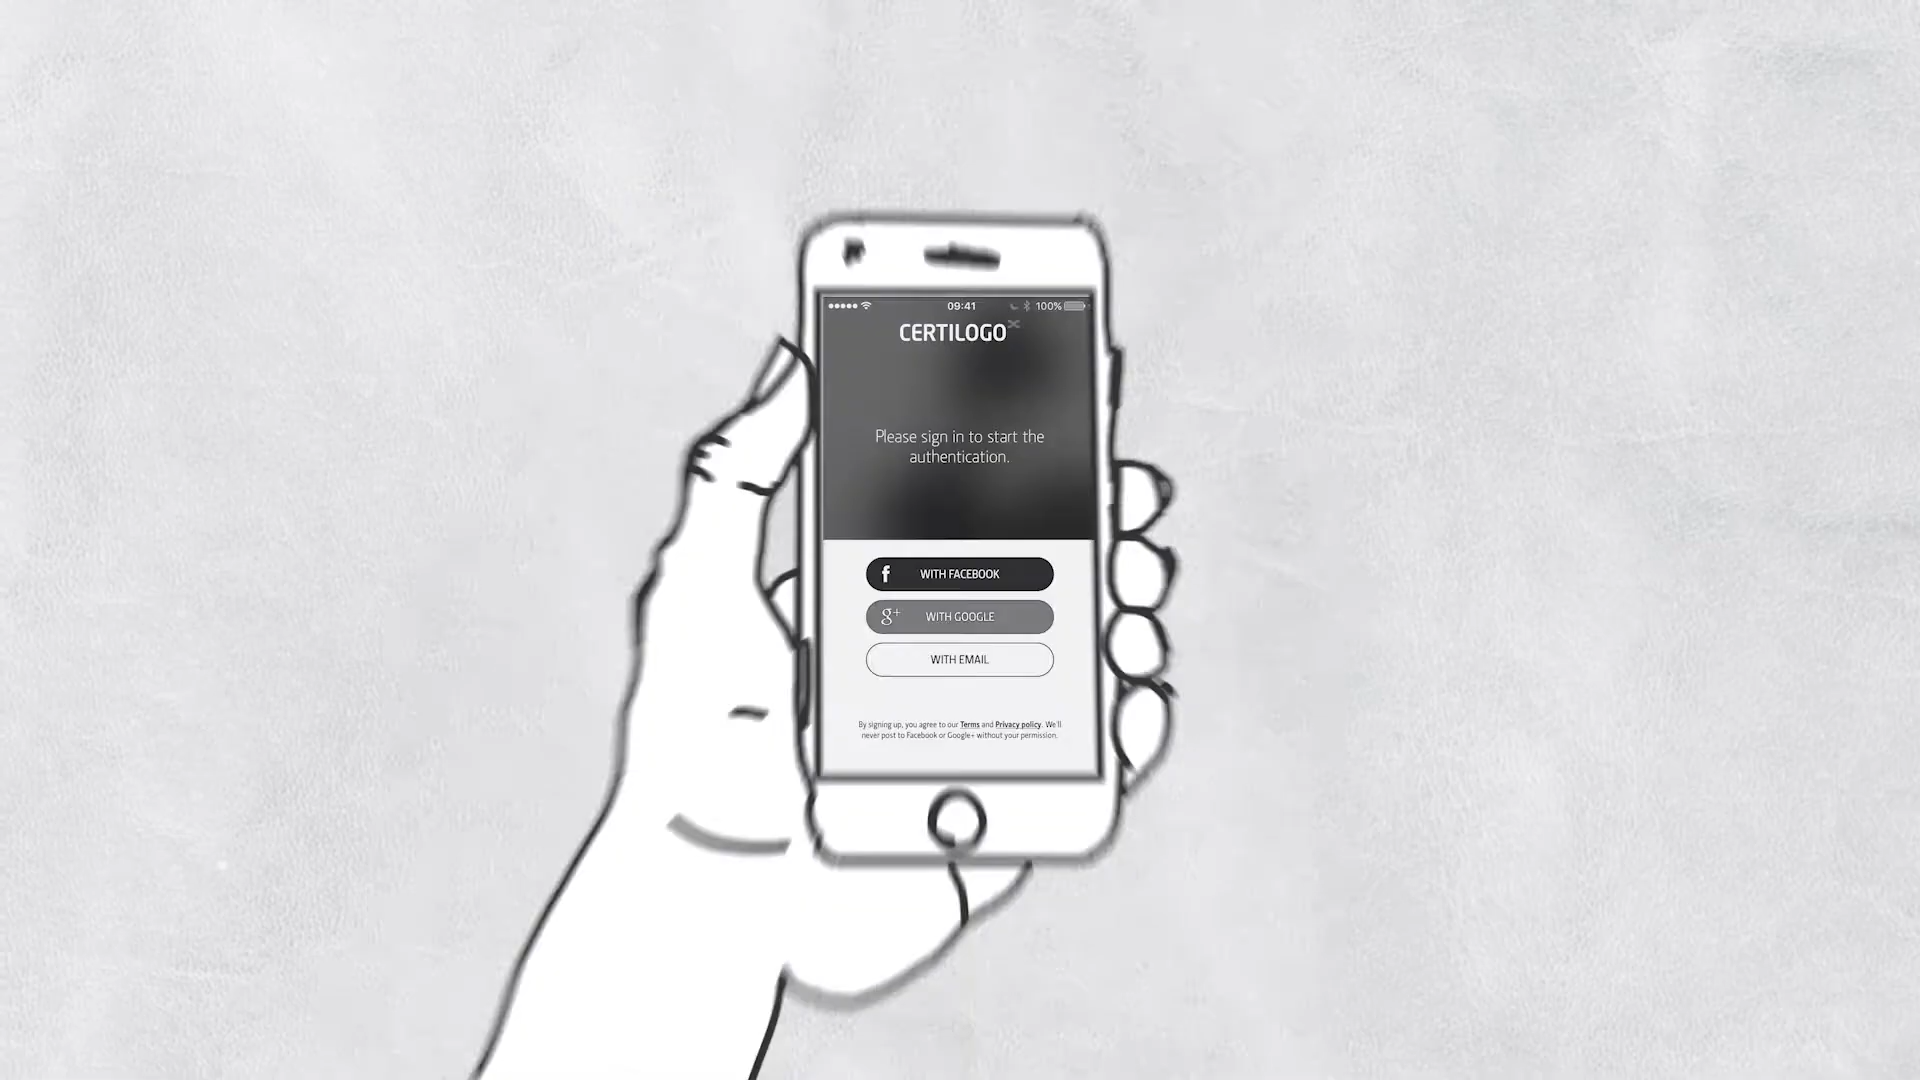 09:41 100%
CERTILOGO
Please sign in to start the
authentication.
f WITH FACEBOOK
g+ WITH GOOGLE
WITH EMAIL
By signing up, you agree to our Terms and Privacy policy. We'll
never post to Facebook or Google+ without your permission.